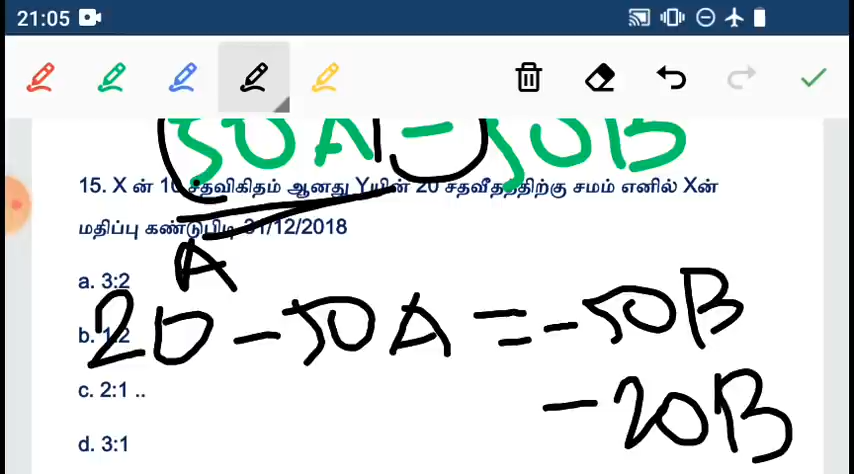 21:05
50A - 50B
15. X ன் 10 சதவிகிதம் ஆனது Yயின் 20 சதவீதத்திற்கு சமம் எனில் Xன்
மதிப்பு கண்டுபிடி 31/12/2018
A
a. 3:2
20 - 50A = -50B
b. 1:2
c. 2:1 ..
- 20B
d. 3:1